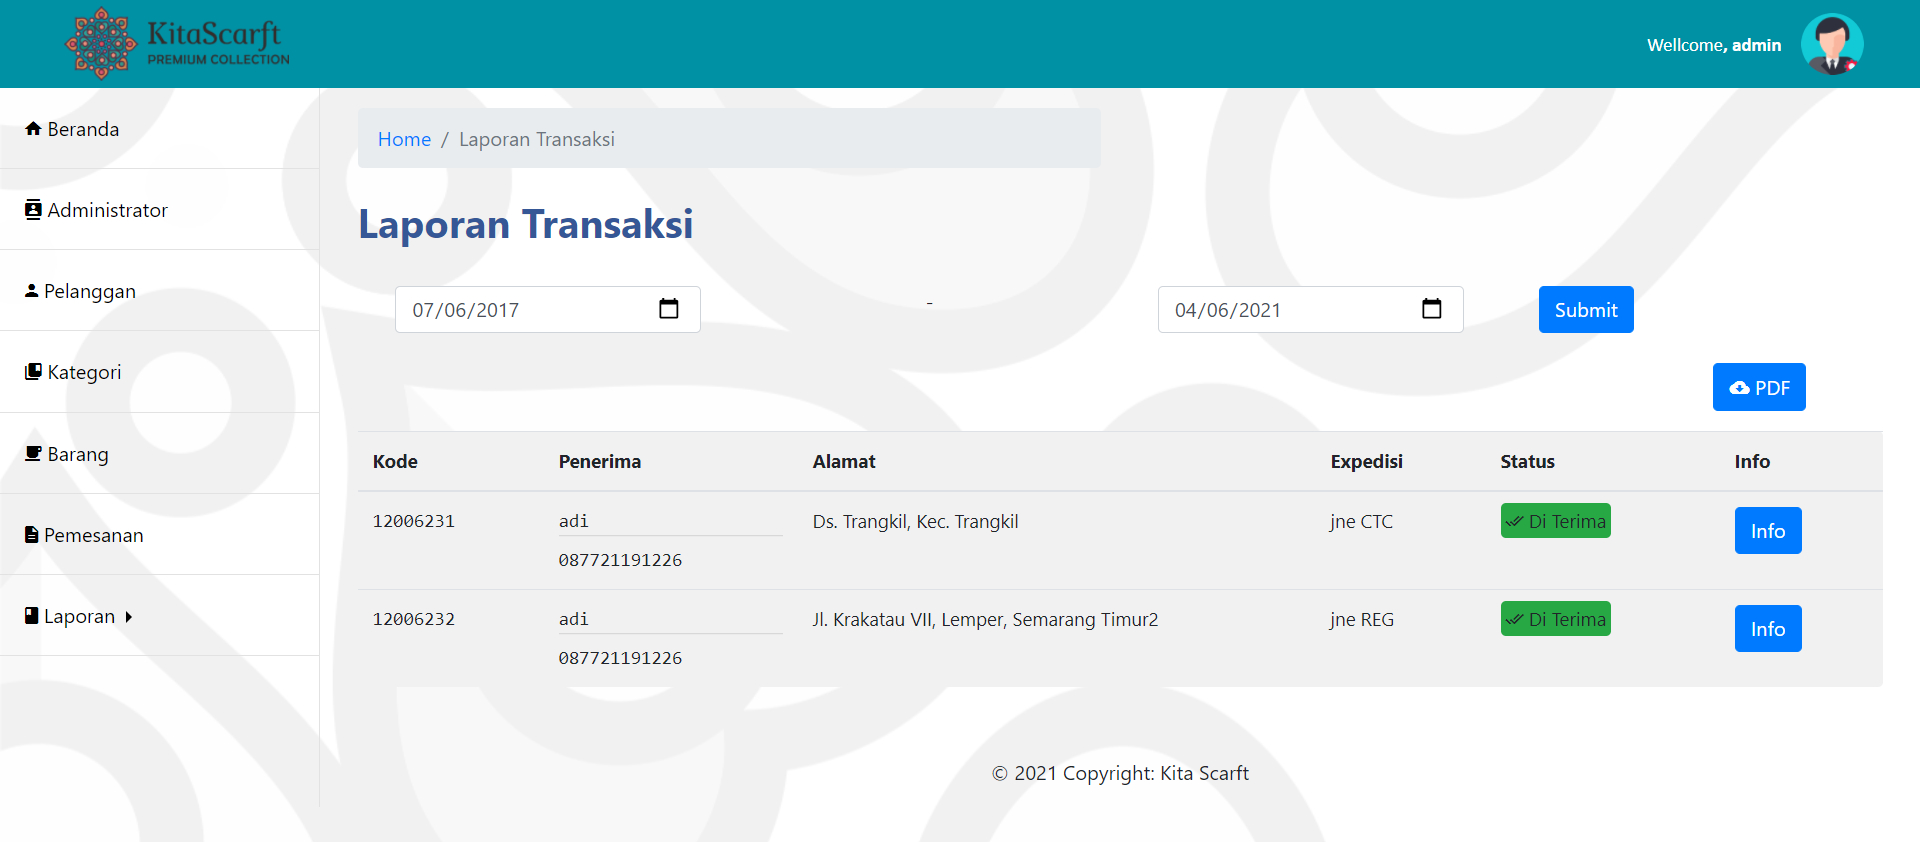 KitaScarft
PREMIUM COLLECTION
Wellcome, admin
Beranda
Administrator
Pelanggan
Kategori
Barang
Pemesanan
Laporan
Home / Laporan Transaksi
Laporan Transaksi
07/06/2017 - 04/06/2021 Submit
PDF
Kode Penerima Alamat Expedisi Status Info
12006231 adi Ds. Trangkil, Kec. Trangkil jne CTC Di Terima Info
087721191226
12006232 adi Jl. Krakatau VII, Lemper, Semarang Timur2 jne REG Di Terima Info
087721191226
© 2021 Copyright: Kita Scarft